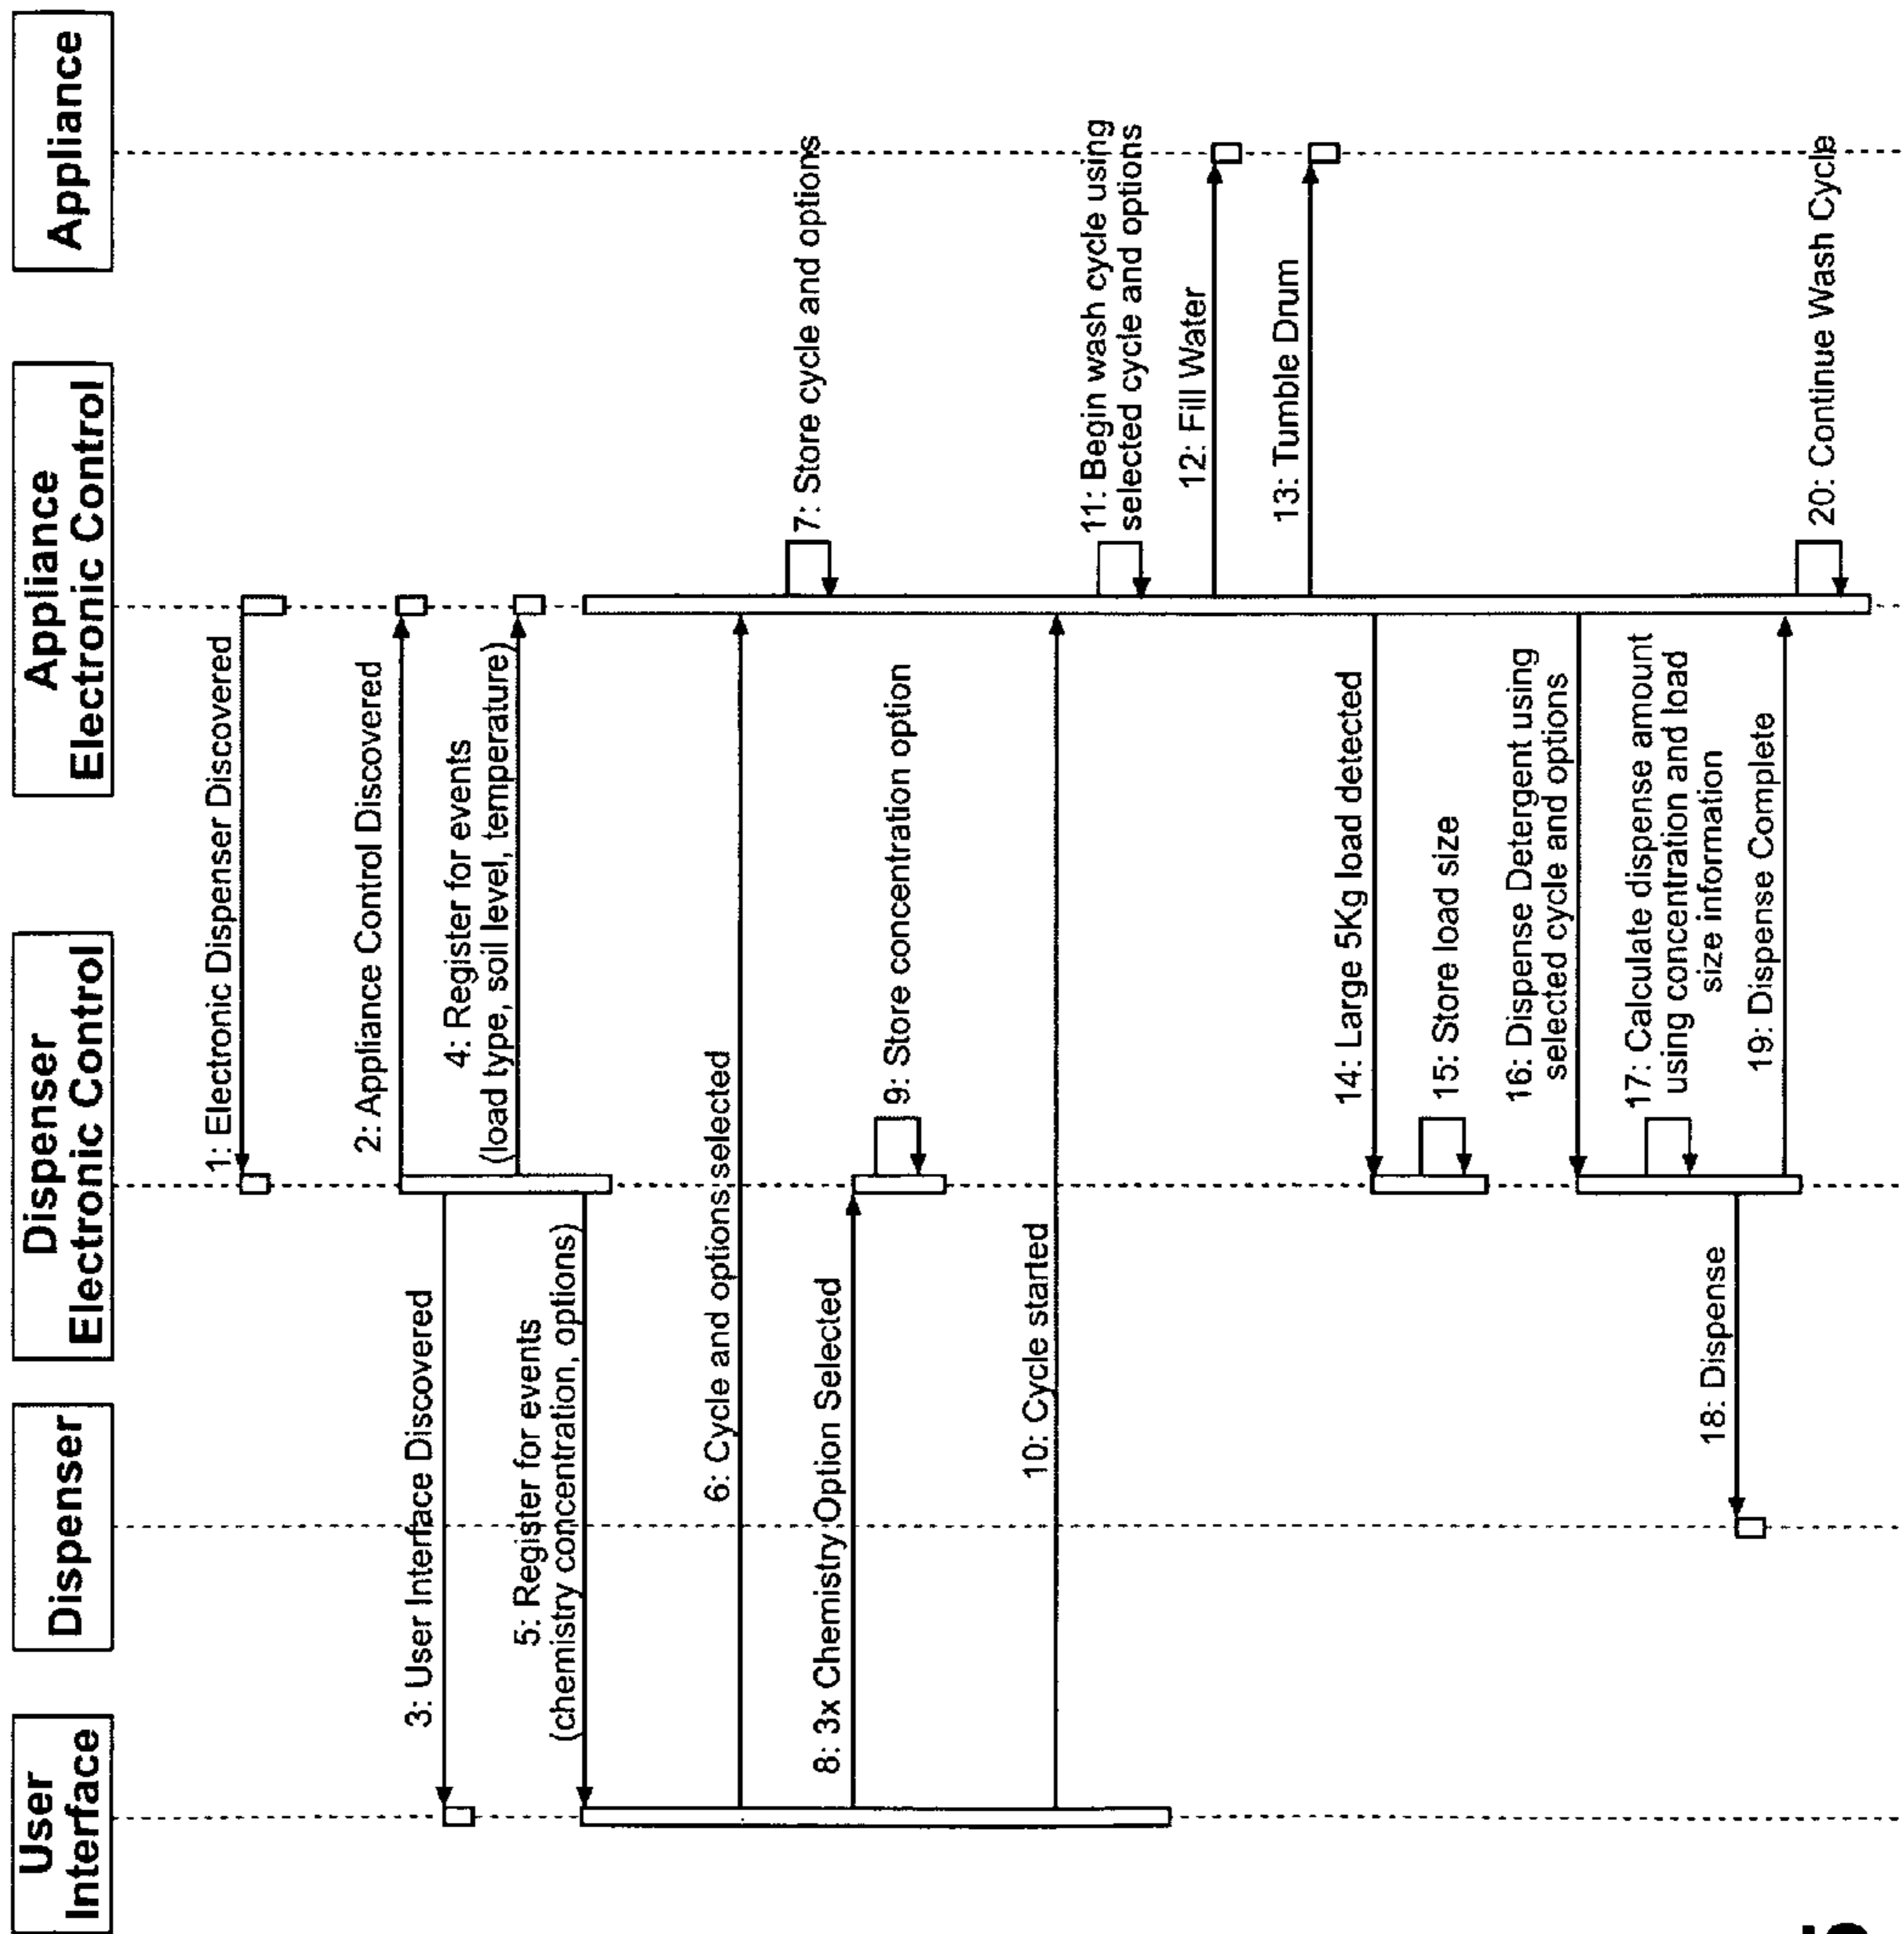 User
Interface
Dispenser
Dispenser
Electronic Control
Appliance
Electronic Control
Appliance
1: Electronic Dispenser Discovered
2: Appliance Control Discovered
3: User Interface Discovered
4: Register for events
(load type, soil level, temperature)
5: Register for events
(chemistry concentration, options)
6: Cycle and options selected
7: Store cycle and options
8: 3x Chemistry Option Selected
9: Store concentration option
10: Cycle started
11: Begin wash cycle using
selected cycle and options
12: Fill Water
13: Tumble Drum
14: Large 5Kg load detected
15: Store load size
16: Dispense Detergent using
selected cycle and options
17: Calculate dispense amount
using concentration and load
size information
18: Dispense
19: Dispense Complete
20: Continue Wash Cycle